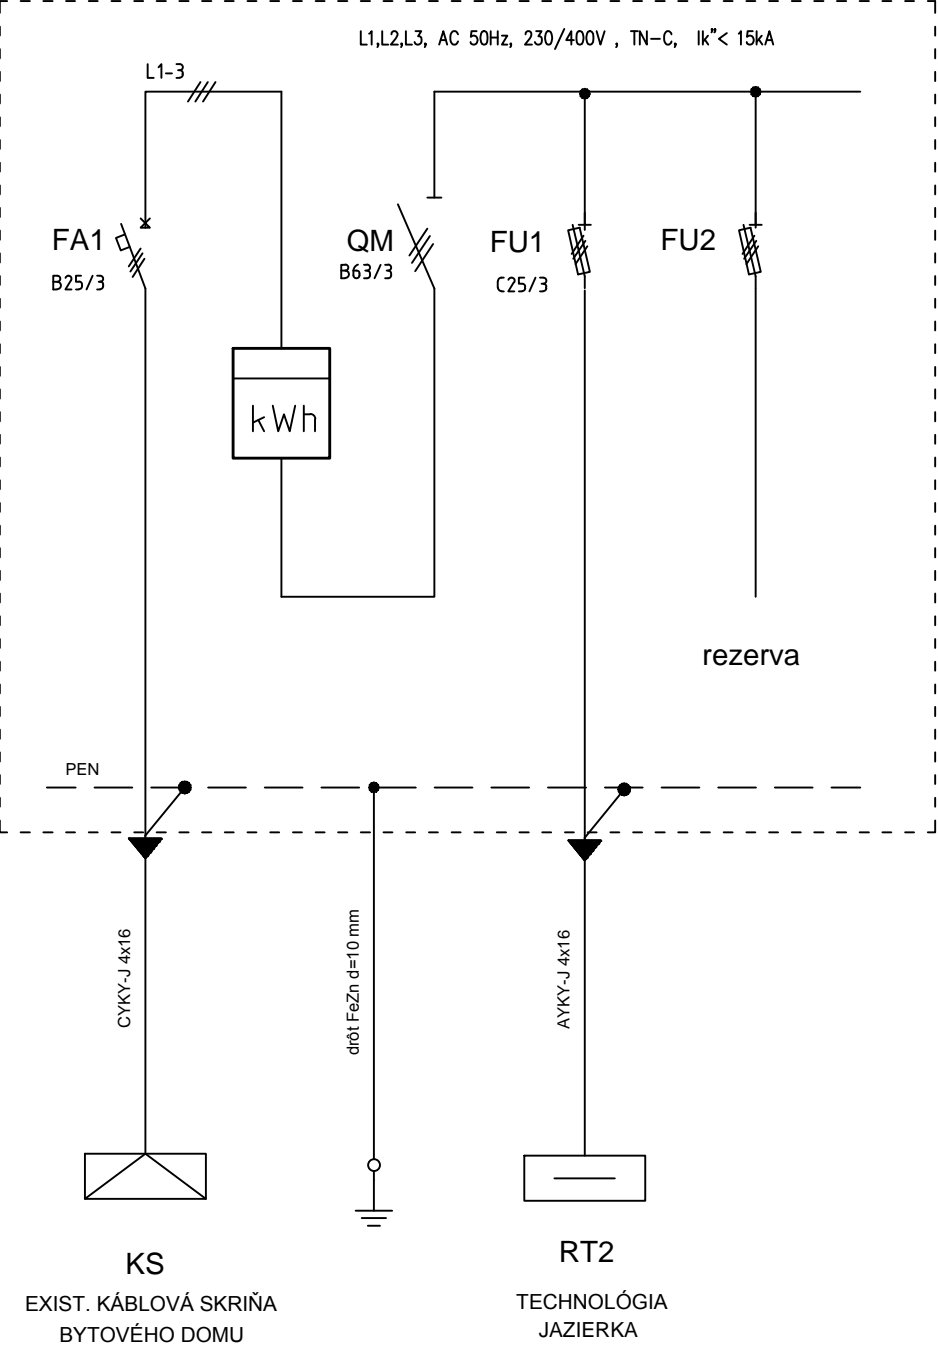 L1,L2,L3, AC 50Hz, 230/400V , TN-C, Ik"< 15kA
L1-3
FA1
B25/3
QM
B63/3
FU1
C25/3
FU2
kWh
rezerva
PEN
CYKY-J 4x16
drôt FeZn d=10 mm
AYKY-J 4x16
KS
EXIST. KÁBLOVÁ SKRIŇA
BYTOVÉHO DOMU
RT2
TECHNOLÓGIA
JAZIERKA